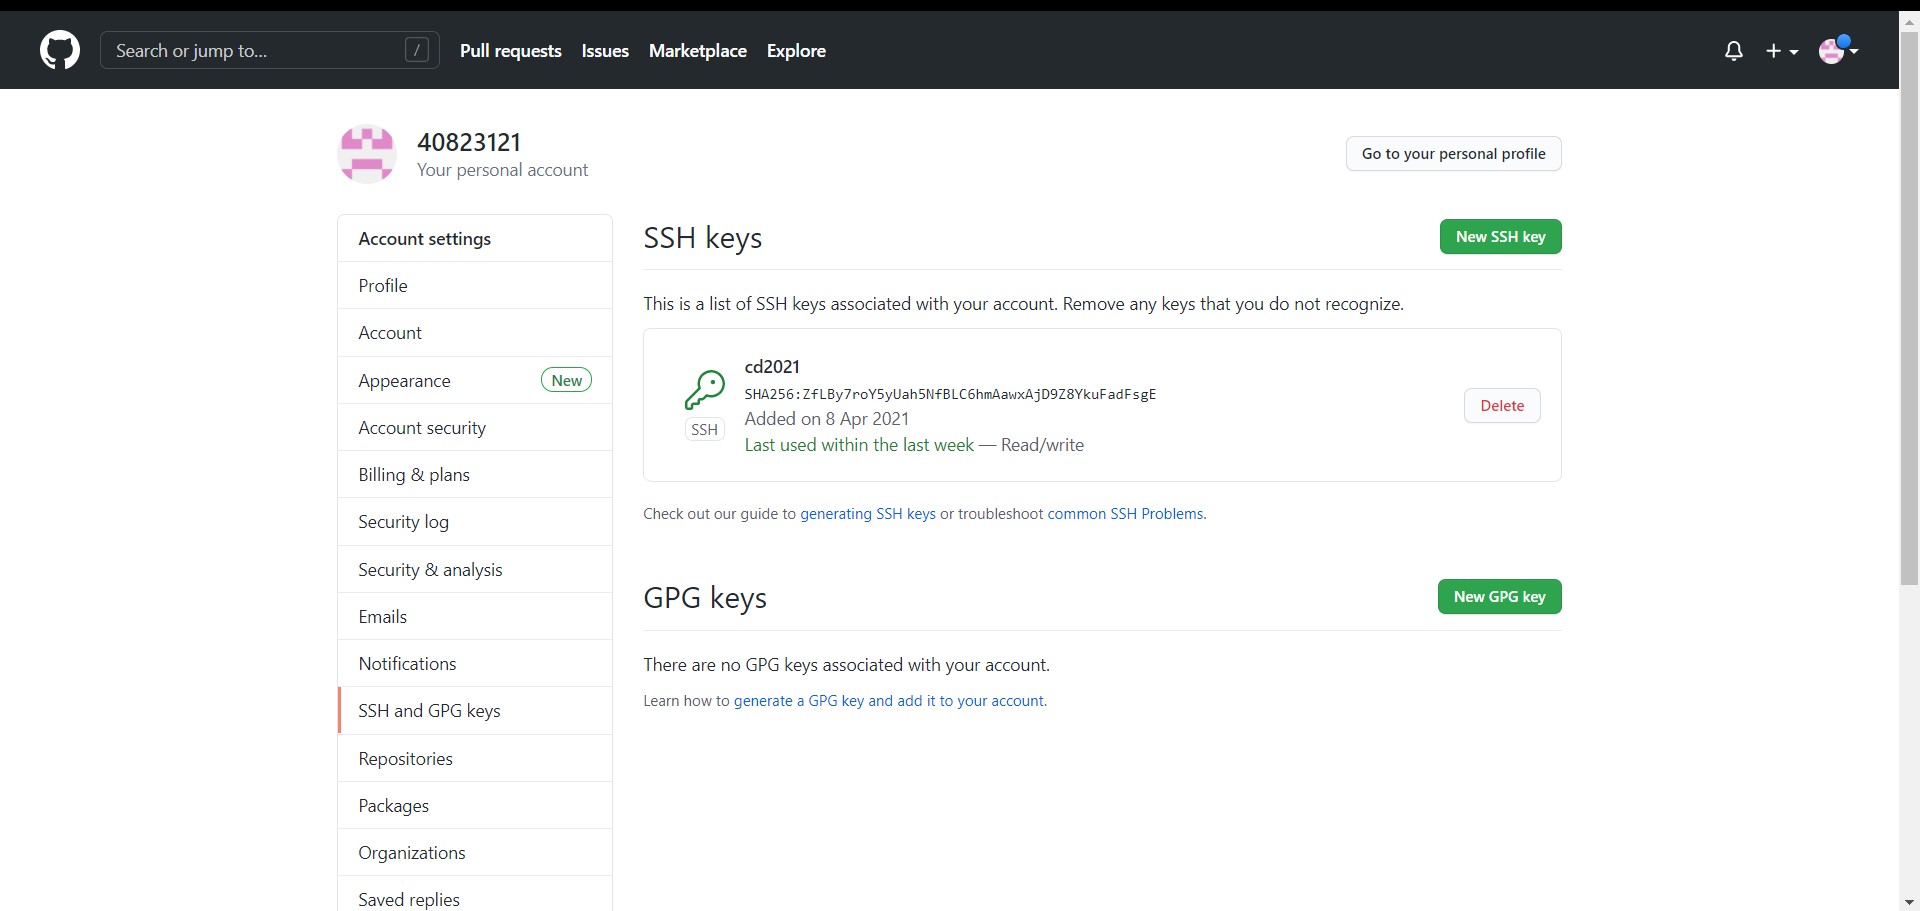 Search or jump to... /
Pull requests Issues Marketplace Explore
40823121
Your personal account
Go to your personal profile
Account settings
Profile
Account
Appearance New
Account security
Billing & plans
Security log
Security & analysis
Emails
Notifications
SSH and GPG keys
Repositories
Packages
Organizations
Saved replies
SSH keys
New SSH key
This is a list of SSH keys associated with your account. Remove any keys that you do not recognize.
cd2021
SHA256:ZfLBy7roY5yUah5NfBLC6hmAawxAjD9Z8YkuFadFsgE
Added on 8 Apr 2021
Last used within the last week — Read/write
SSH
Delete
Check out our guide to generating SSH keys or troubleshoot common SSH Problems.
GPG keys
New GPG key
There are no GPG keys associated with your account.
Learn how to generate a GPG key and add it to your account.